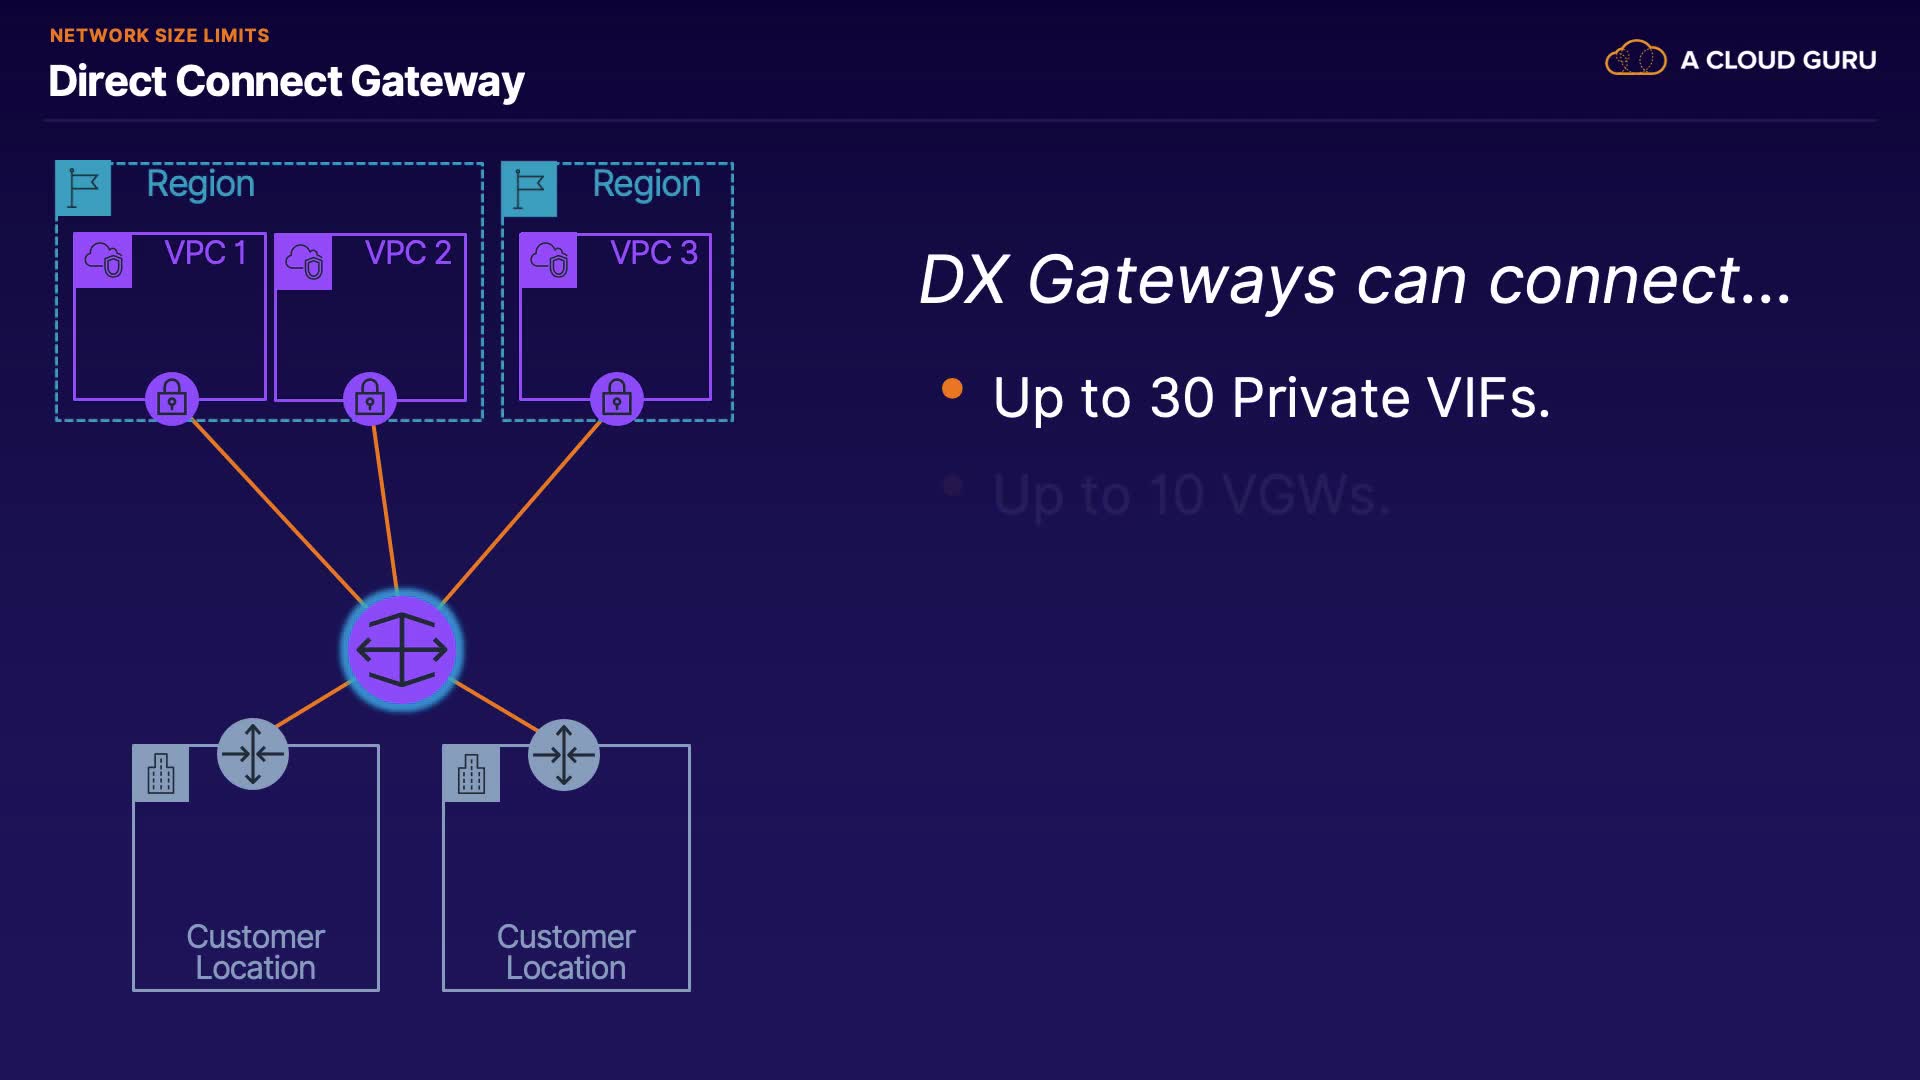 NETWORK SIZE LIMITS
Direct Connect Gateway
A CLOUD GURU
Region
Region
VPC 1
VPC 2
VPC 3
DX Gateways can connect...
Up to 30 Private VIFs.
Up to 10 VGWs.
Customer
Location
Customer
Location